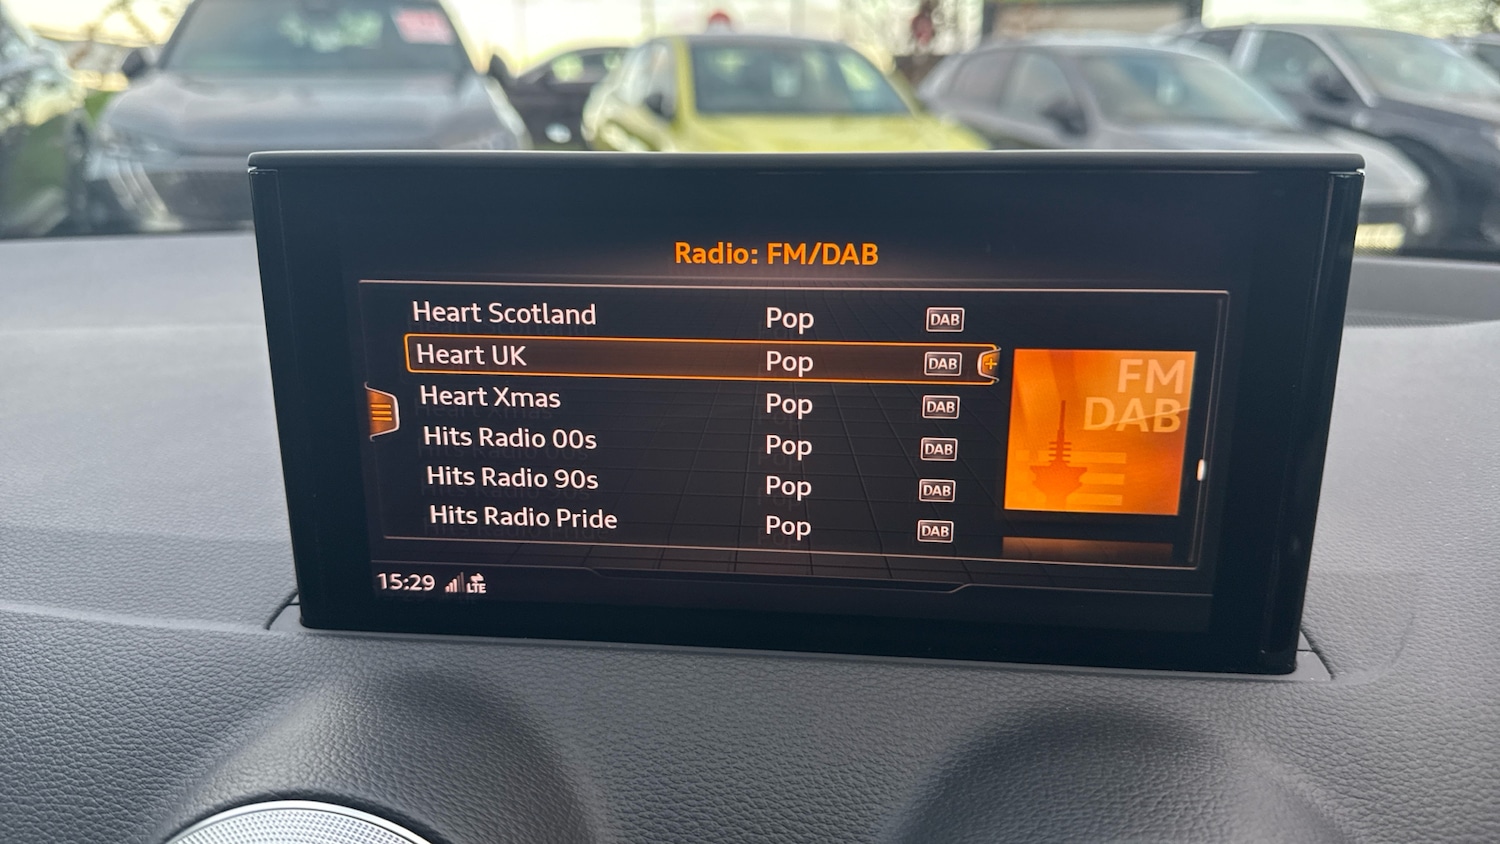 Radio: FM/DAB
Heart Scotland Pop DAB
Heart UK Pop DAB
Heart Xmas Pop DAB
Hits Radio 00s Pop DAB
Hits Radio 90s Pop DAB
Hits Radio Pride Pop DAB
FM
DAB
15:29 LTE